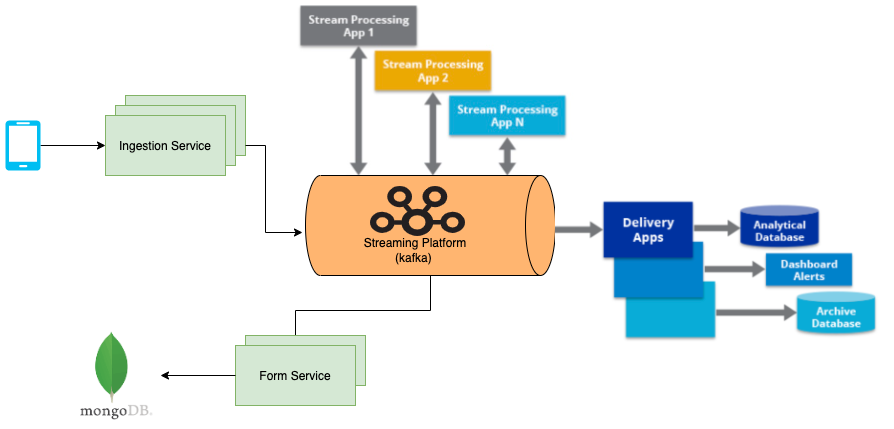 Stream Processing
App 1
Stream Processing
App 2
Stream Processing
App N
Ingestion Service
Streaming Platform
(kafka)
Delivery
Apps
Analytical
Database
Dashboard
Alerts
Archive
Database
Form Service
mongoDB.